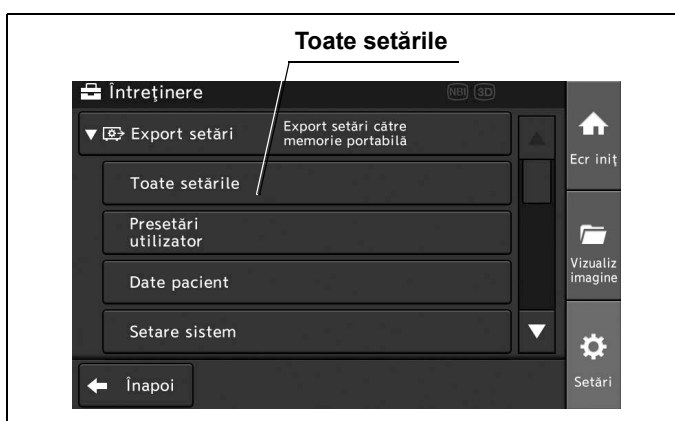 Toate setările
Întreţinere
NBI 3D
Export setări
Export setări către
memorie portabilă
Toate setările
Presetări
utilizator
Date pacient
Setare sistem
Înapoi
Ecr iniţ
Vizualiz
imagine
Setări